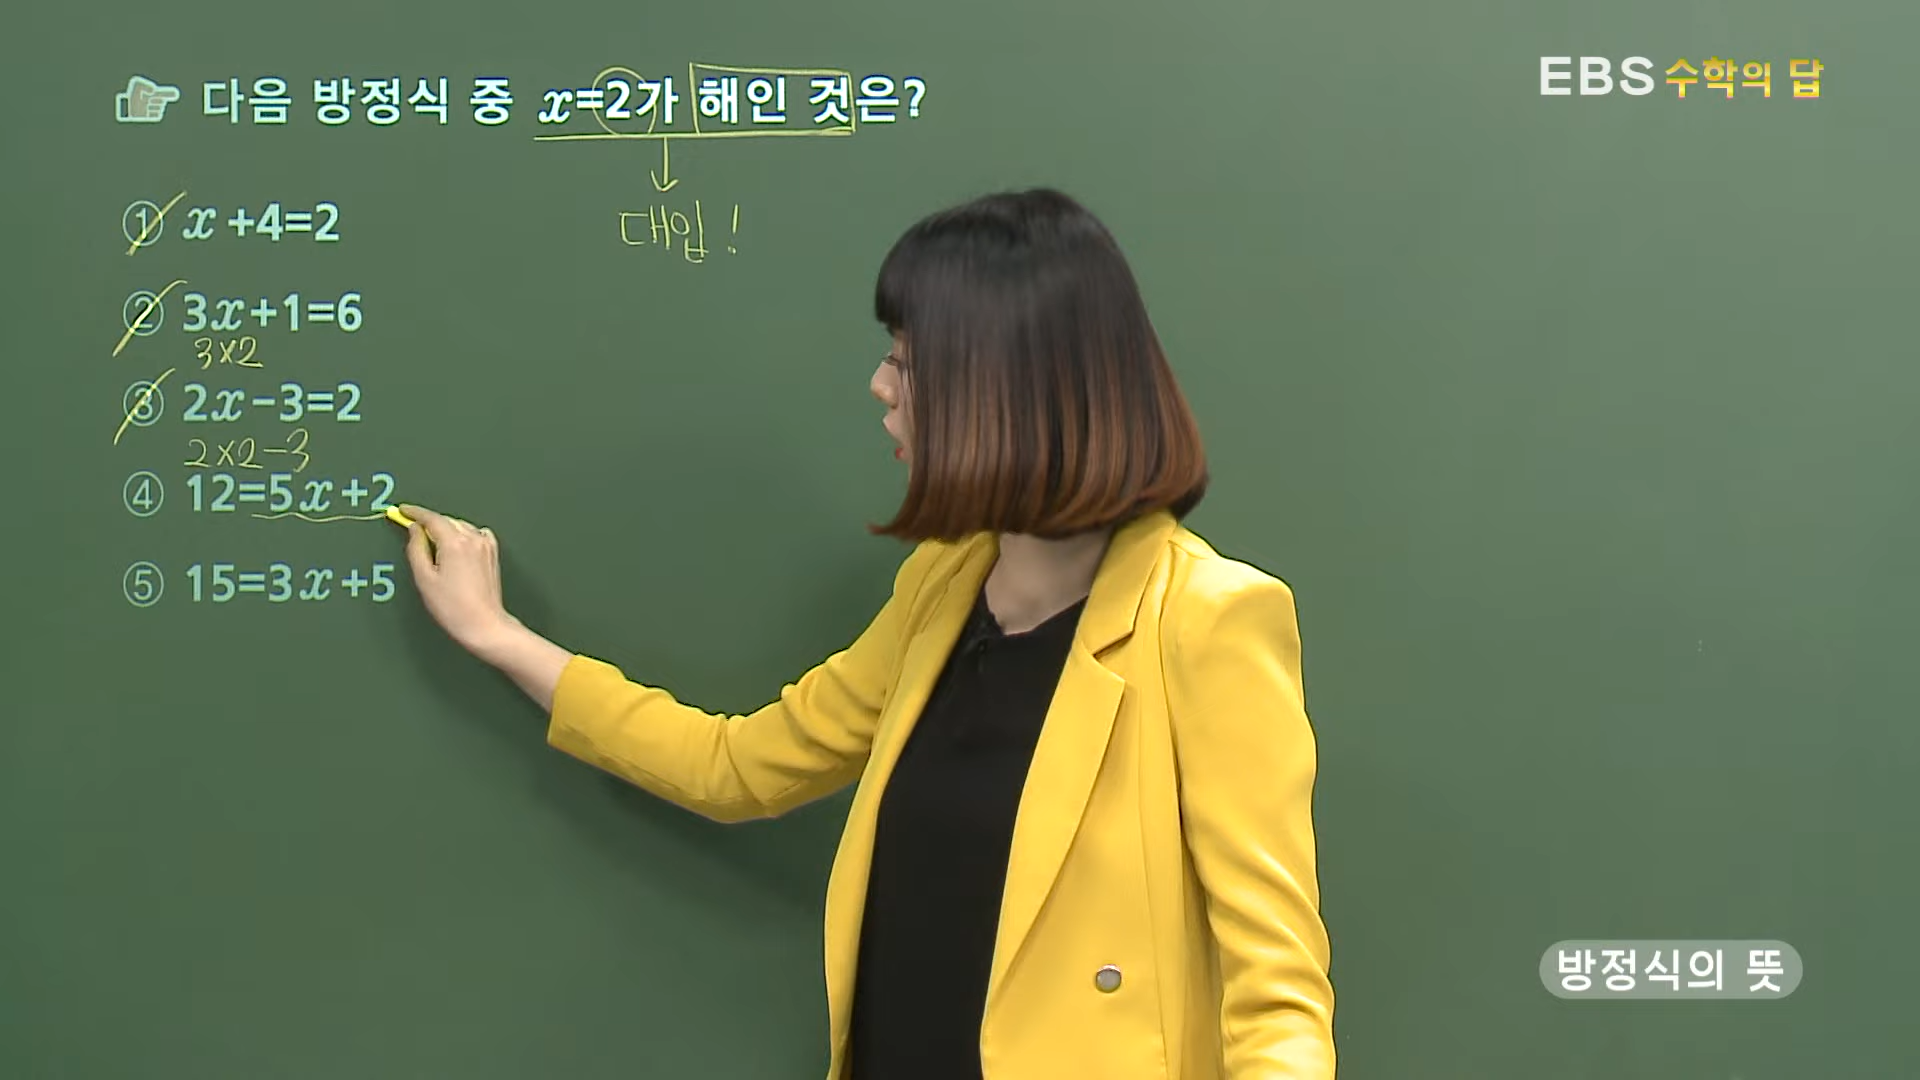 다음 방정식 중 x=2가 해인 것은?
EBS 수학의 답
대입!
① x+4=2
② 3x+1=6
3×2
③ 2x-3=2
2×2-3
④ 12=5x+2
⑤ 15=3x+5
방정식의 뜻